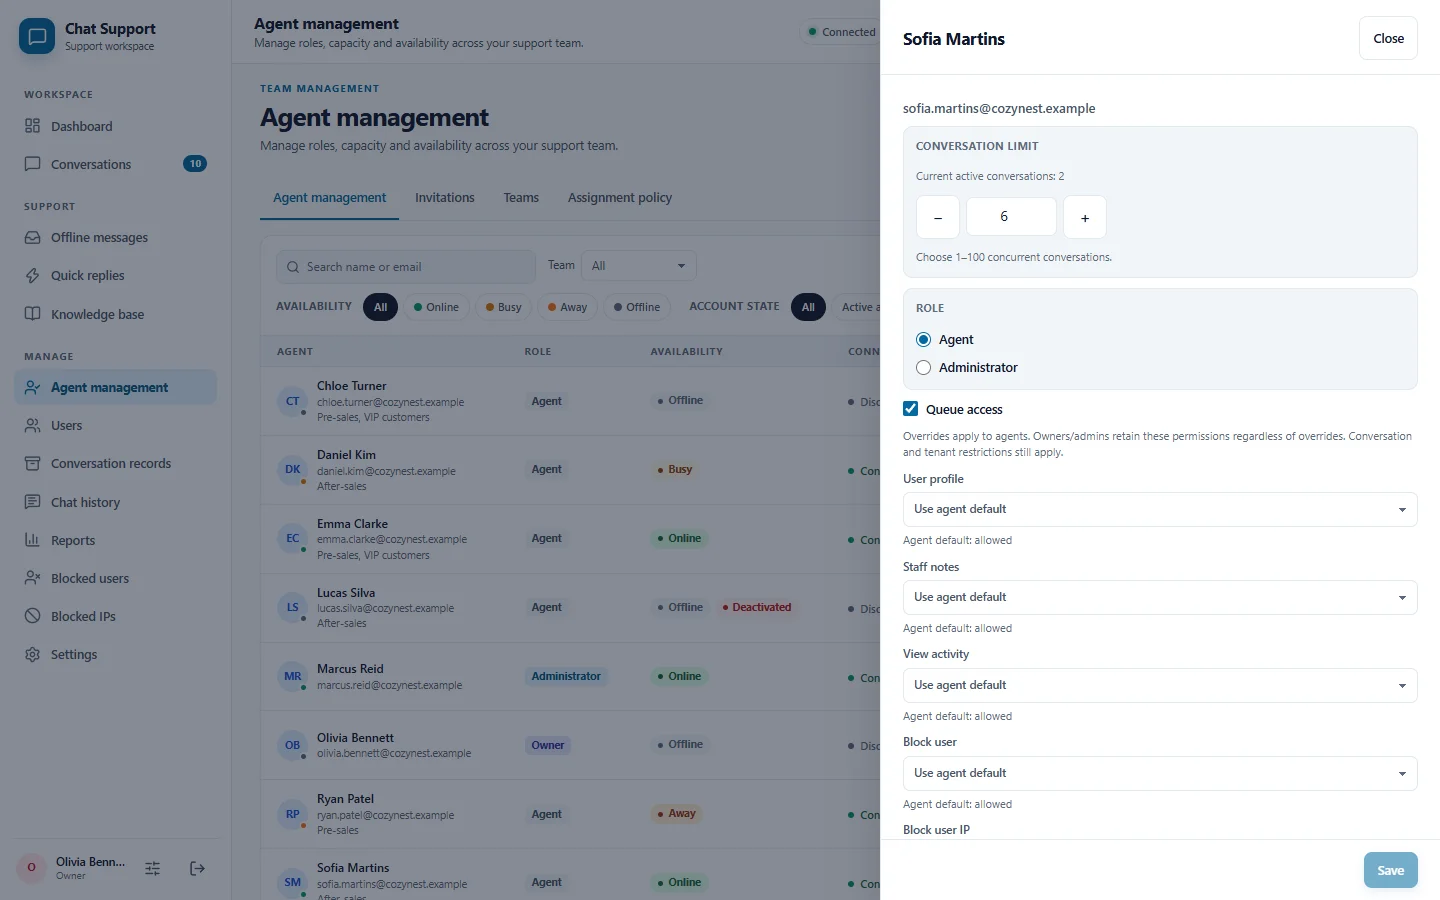 Chat Support
Support workspace
WORKSPACE
Dashboard
Conversations 10
SUPPORT
Offline messages
Quick replies
Knowledge base
MANAGE
Agent management
Users
Conversation records
Chat history
Reports
Blocked users
Blocked IPs
Settings
O
Olivia Benn...
Owner
Agent management
Manage roles, capacity and availability across your support team.
Connected
TEAM MANAGEMENT
Agent management
Manage roles, capacity and availability across your support team.
Agent management Invitations Teams Assignment policy
Search name or email Team All
AVAILABILITY All Online Busy Away Offline ACCOUNT STATE All Active a
AGENT ROLE AVAILABILITY CONN
CT Chloe Turner
chloe.turner@cozynest.example
Pre-sales, VIP customers
Agent Offline Disc
DK Daniel Kim
daniel.kim@cozynest.example
After-sales
Agent Busy Con
EC Emma Clarke
emma.clarke@cozynest.example
Pre-sales, VIP customers
Agent Online Con
LS Lucas Silva
lucas.silva@cozynest.example
After-sales
Agent Offline Deactivated Disc
MR Marcus Reid
marcus.reid@cozynest.example
Administrator Online Con
OB Olivia Bennett
olivia.bennett@cozynest.example
Owner Offline Disc
RP Ryan Patel
ryan.patel@cozynest.example
Pre-sales
Agent Away Con
SM Sofia Martins
sofia.martins@cozynest.example
After-sales
Agent Online Con
Sofia Martins
Close
sofia.martins@cozynest.example
CONVERSATION LIMIT
Current active conversations: 2
− 6 +
Choose 1–100 concurrent conversations.
ROLE
Agent
Administrator
Queue access
Overrides apply to agents. Owners/admins retain these permissions regardless of overrides. Conversation
and tenant restrictions still apply.
User profile
Use agent default
Agent default: allowed
Staff notes
Use agent default
Agent default: allowed
View activity
Use agent default
Agent default: allowed
Block user
Use agent default
Agent default: allowed
Block user IP
Save